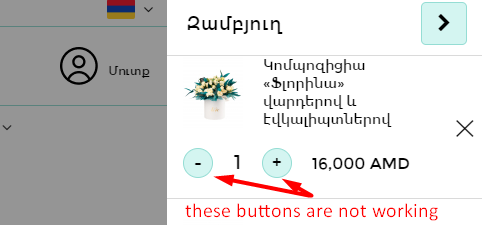 Զամբյուղ
>
Մուտք
Կոմպոզիցիա
«Ֆլորինա»
վարդերով և
էվկալիպտներով
- 1 + 16,000 AMD
these buttons are not working